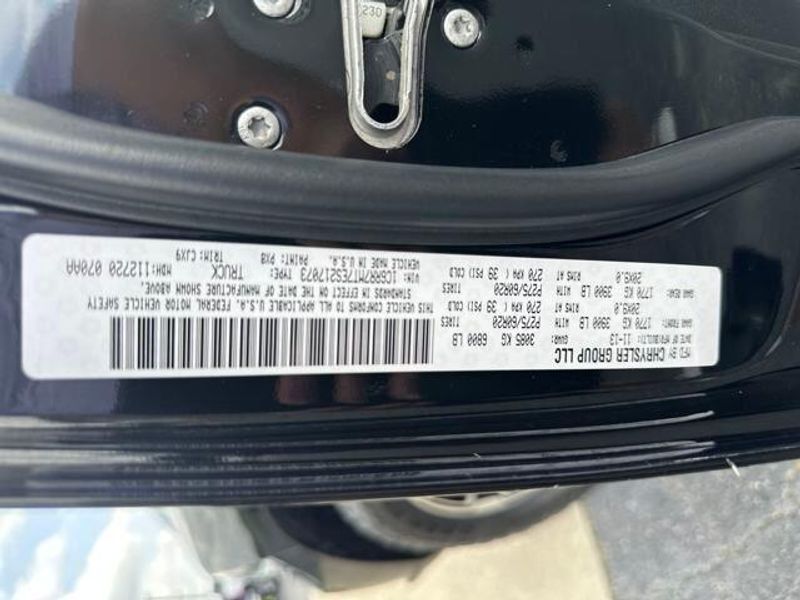 MFD BY CHRYSLER GROUP LLC
DATE OF MFR: 11-13 GVWR: 3085 KG 6800 LB
GAWR FRONT: 1770 KG 3900 LB WITH P275/60R20 TIRES
20X9.0 RIMS AT 270 KPA ( 39 PSI) COLD
GAWR REAR: 1770 KG 3900 LB WITH P275/60R20 TIRES
20X9.0 RIMS AT 270 KPA ( 39 PSI) COLD
THIS VEHICLE CONFORMS TO ALL APPLICABLE U.S.A. FEDERAL MOTOR VEHICLE SAFETY
STANDARDS IN EFFECT ON THE DATE OF MANUFACTURE SHOWN ABOVE.
VIN: 1C6RR7MT7ES217073 TYPE: TRUCK MDH: 112720 070AA
VEHICLE MADE IN U.S.A. PAINT: PX8 TRIM: CJX9
230